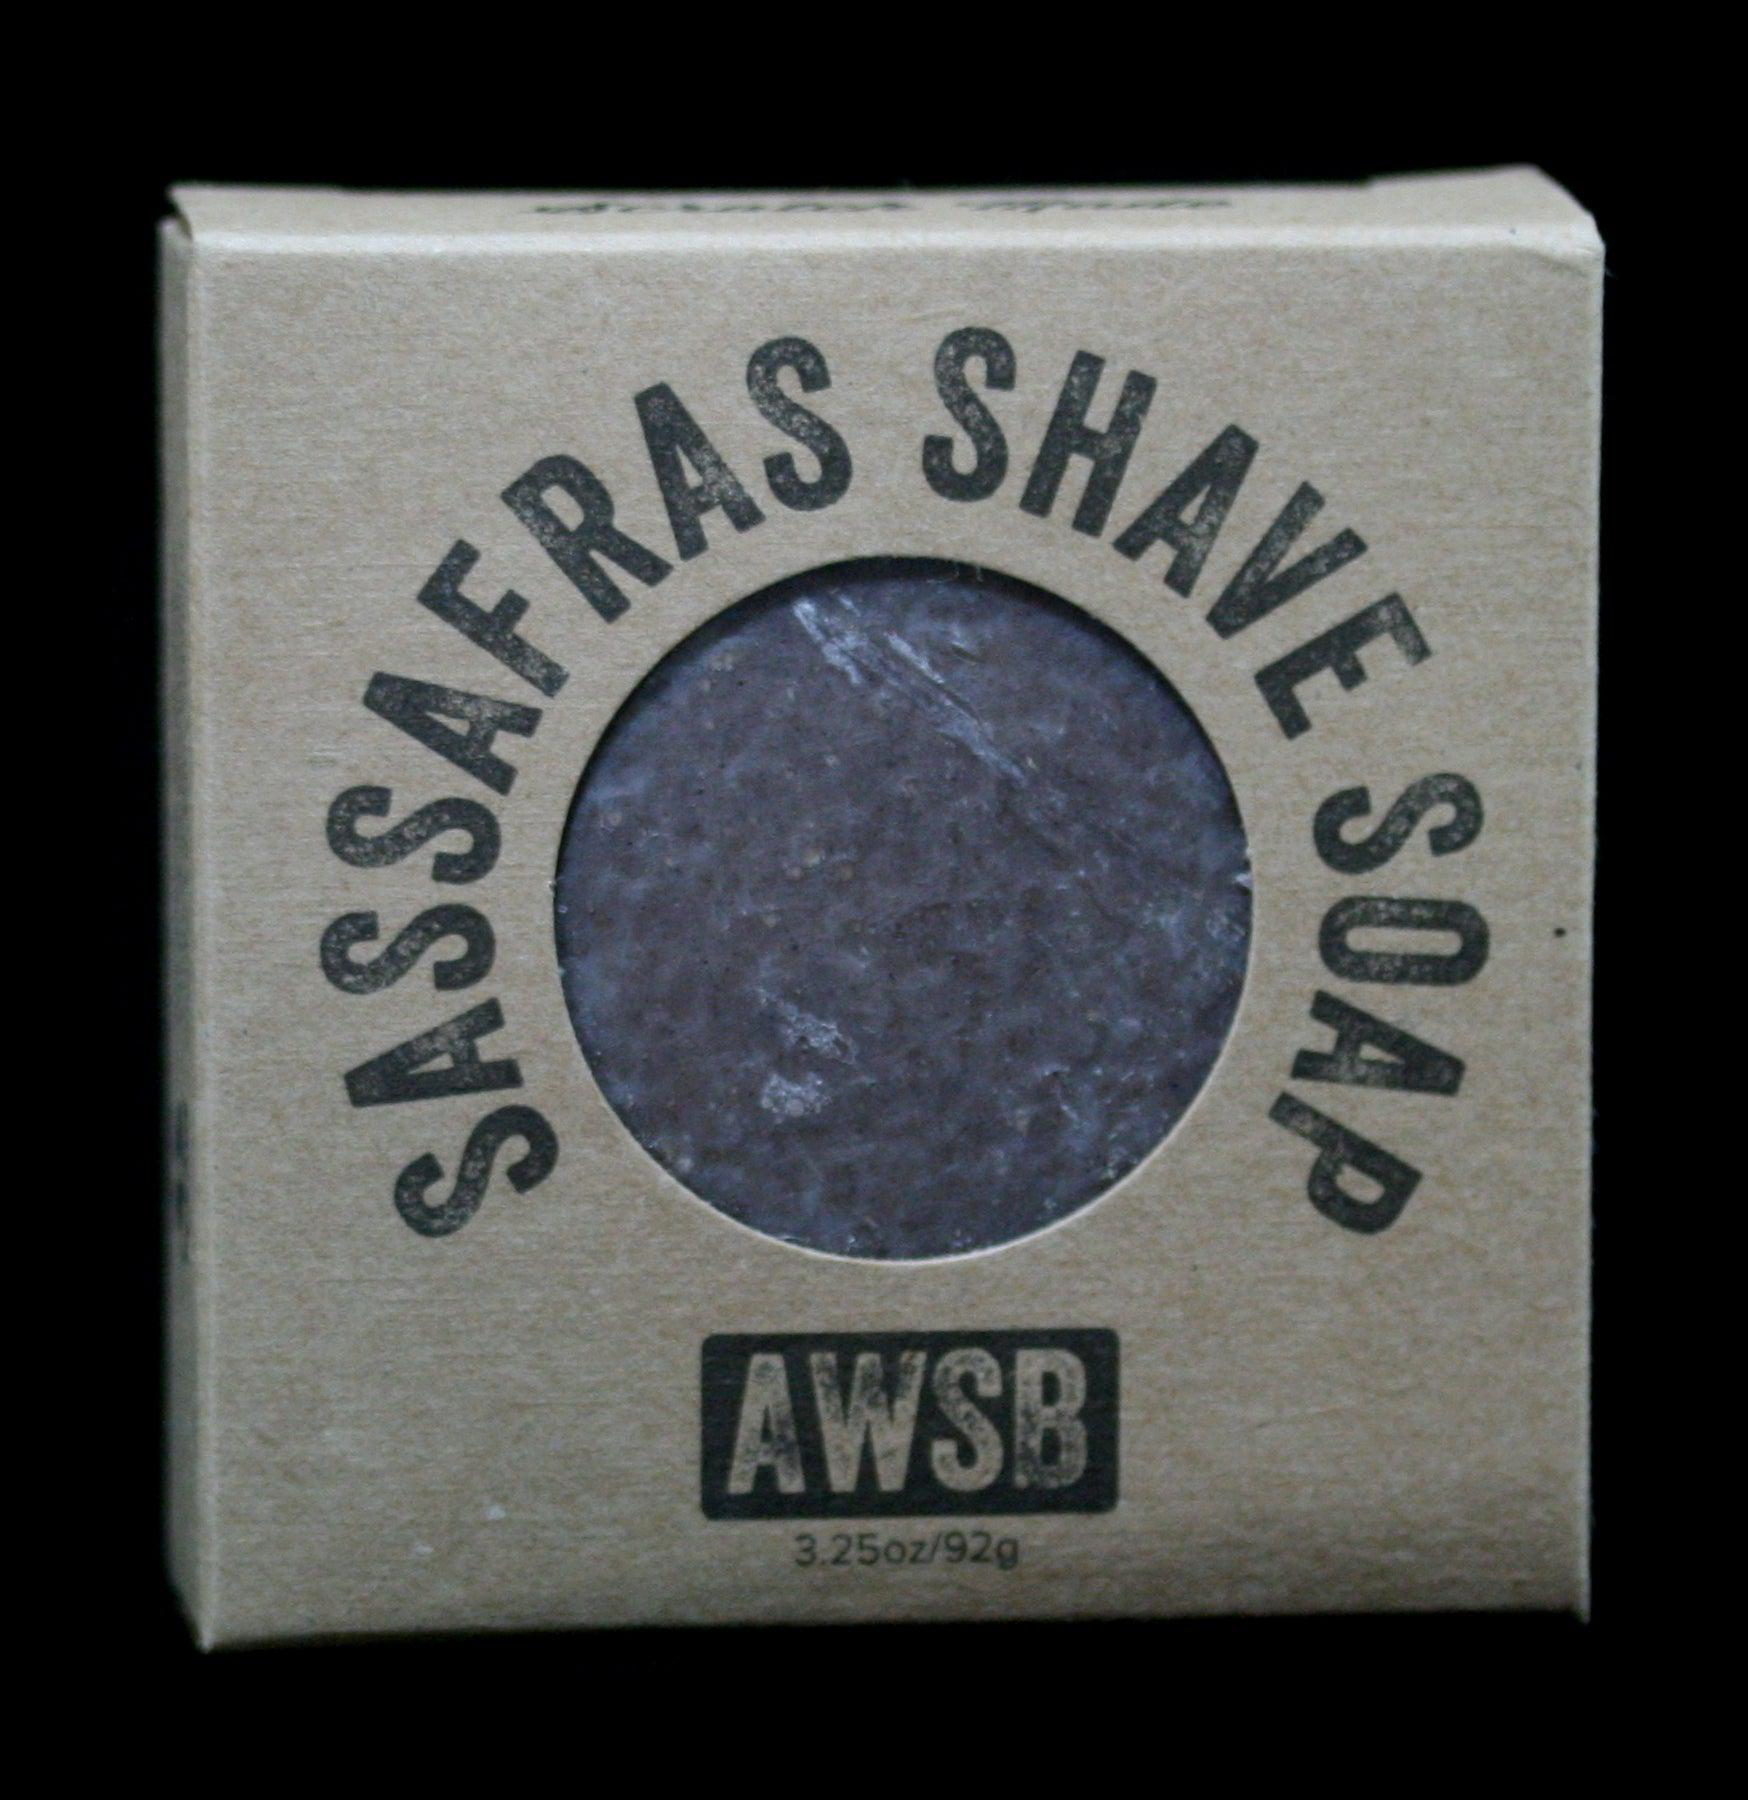 SASSAFRAS SHAVE SOAP
AWSB
3.25oz/92g